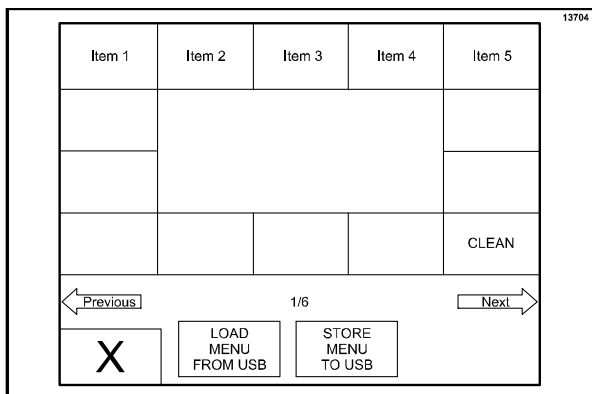 13704
Item 1 Item 2 Item 3 Item 4 Item 5
CLEAN
Previous 1/6 Next
X
LOAD
MENU
FROM USB
STORE
MENU
TO USB